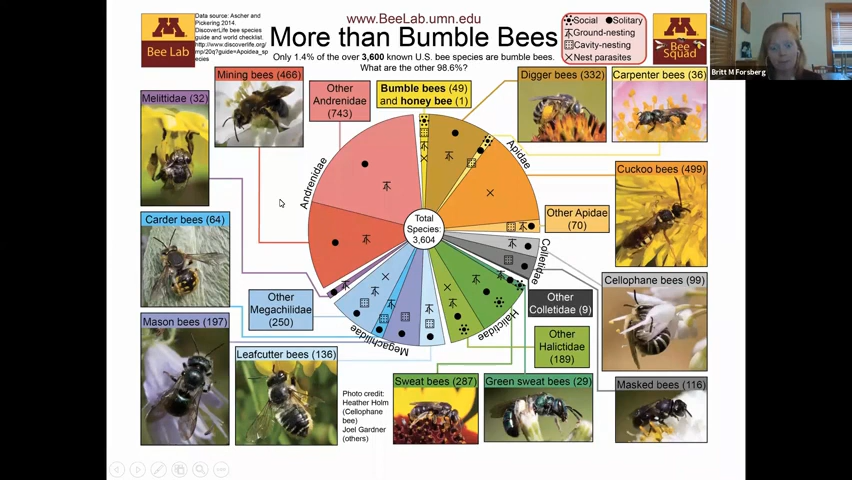 www.BeeLab.umn.edu
More than Bumble Bees
Only 1.4% of the over 3,600 known U.S. bee species are bumble bees.
What are the other 98.6%?
Bee Lab
Data source: Ascher and
Pickering 2014.
DiscoverLife bee species
guide and world checklist.
http://www.discoverlife.org/
mp/20q?guide=Apoidea_sp
ecies
Social
Solitary
Ground-nesting
Cavity-nesting
Nest parasites
Bee
Squad
Britt M Forsberg
Mining bees (466)
Other
Andrenidae
(743)
Bumble bees (49)
and honey bee (1)
Digger bees (332)
Carpenter bees (36)
Melittidae (32)
Andrenidae
Apidae
Cuckoo bees (499)
Carder bees (64)
Total
Species:
3,604
Other Apidae
(70)
Colletidae
Cellophane bees (99)
Other
Megachilidae
(250)
Other
Colletidae (9)
Mason bees (197)
Megachilidae
Halictidae
Other
Halictidae
(189)
Leafcutter bees (136)
Photo credit:
Heather Holm
(Cellophane
bee)
Joel Gardner
(others)
Sweat bees (287)
Green sweat bees (29)
Masked bees (116)